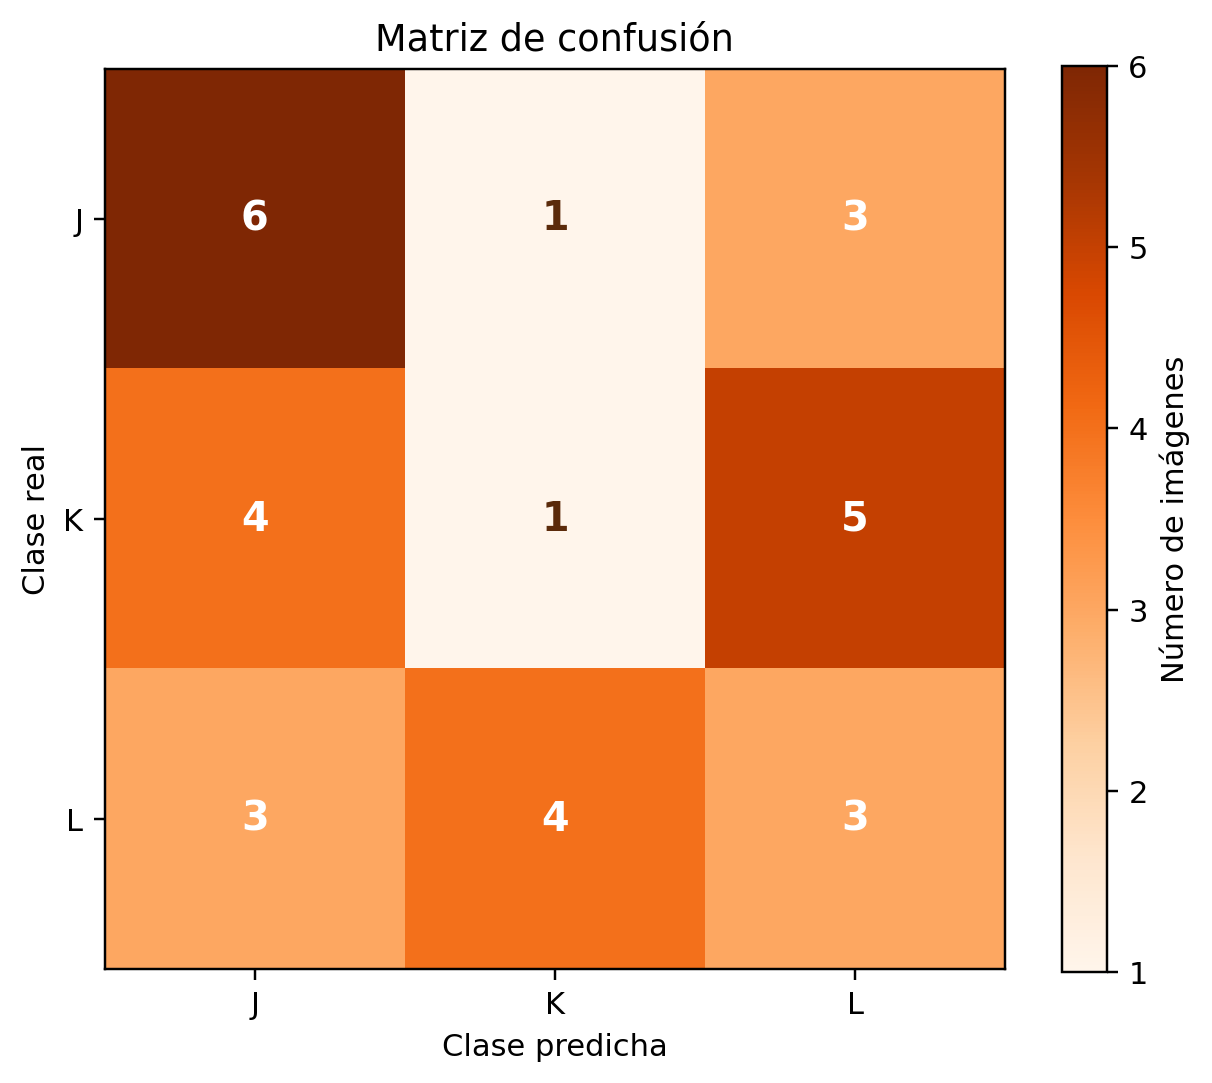 Matriz de confusión
J 6 1 3
K 4 1 5
L 3 4 3
J K L
Clase predicha
Clase real
6
5
4
3
2
1
Número de imágenes